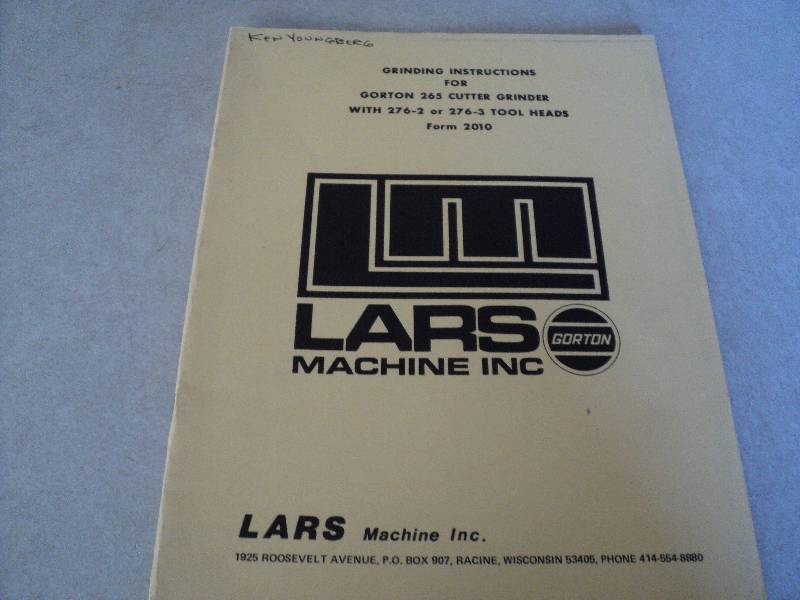 KEN YOUNGBERG
GRINDING INSTRUCTIONS
FOR
GORTON 265 CUTTER GRINDER
WITH 276-2 or 276-3 TOOL HEADS
Form 2010
LM
LARS
GORTON
MACHINE INC
LARS Machine Inc.
1925 ROOSEVELT AVENUE, P.O. BOX 907, RACINE, WISCONSIN 53405, PHONE 414-554-8880